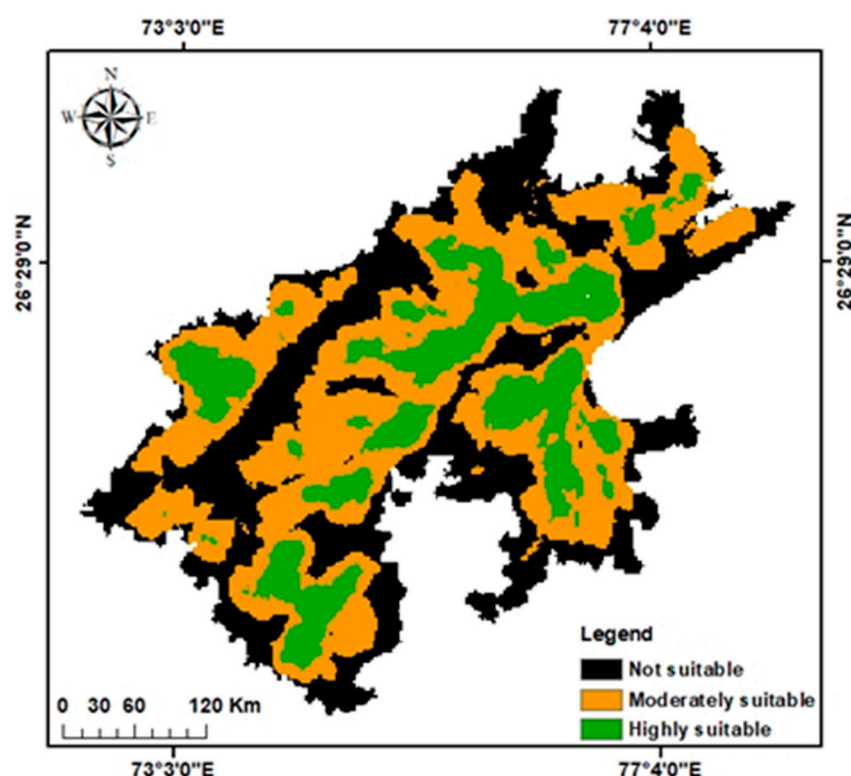 73°3'0"E 77°4'0"E
N
W E
S
26°29'0"N 26°29'0"N
Legend
Not suitable
Moderately suitable
Highly suitable
0 30 60 120 Km
73°3'0"E 77°4'0"E